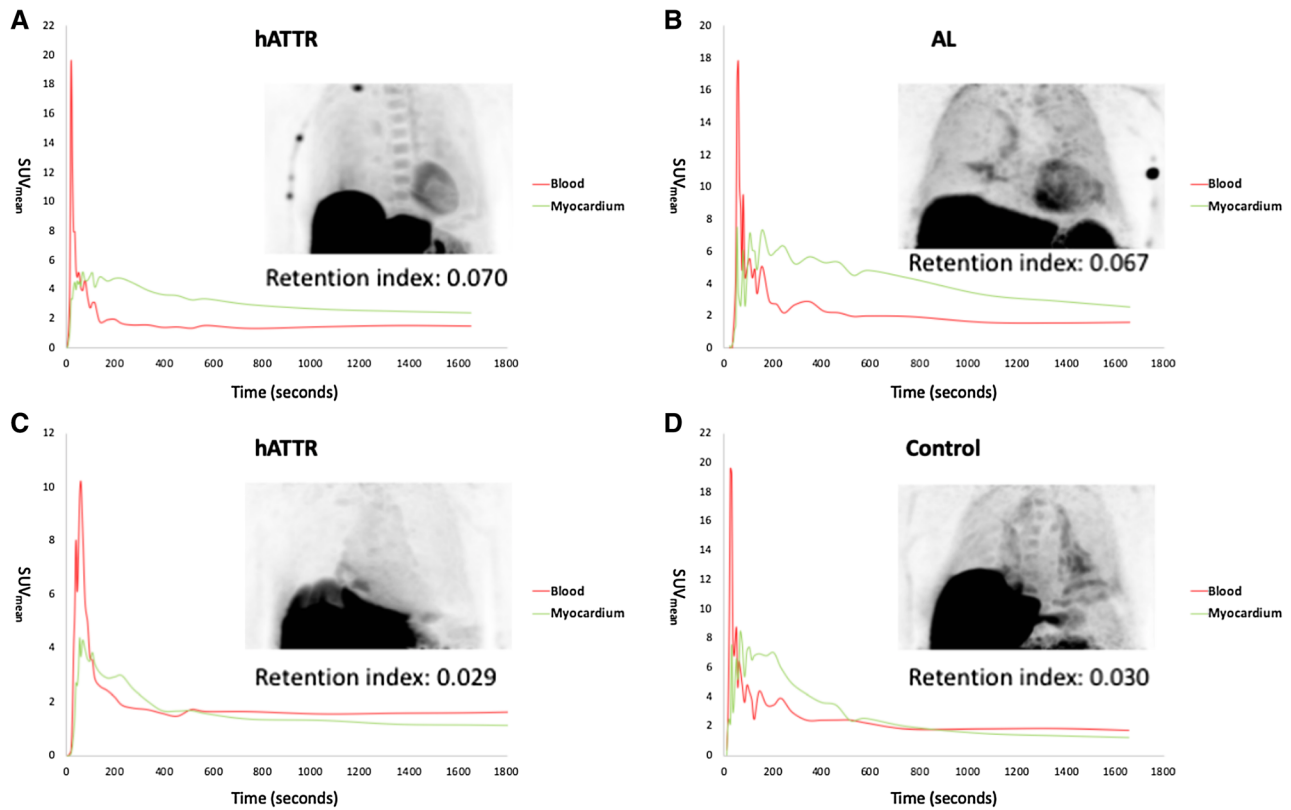 A
hATTR
22
20
18
16
14
12
10
8
6
4
2
0
SUVmean
0 200 400 600 800 1000 1200 1400 1600 1800
Time (seconds)
Blood
Myocardium
Retention index: 0.070
B
AL
20
18
16
14
12
10
8
6
4
2
0
SUVmean
0 200 400 600 800 1000 1200 1400 1600 1800
Time (seconds)
Blood
Myocardium
Retention index: 0.067
C
hATTR
12
10
8
6
4
2
0
SUVmean
0 200 400 600 800 1000 1200 1400 1600 1800
Time (seconds)
Blood
Myocardium
Retention index: 0.029
D
Control
22
20
18
16
14
12
10
8
6
4
2
0
SUVmean
0 200 400 600 800 1000 1200 1400 1600 1800
Time (seconds)
Blood
Myocardium
Retention index: 0.030